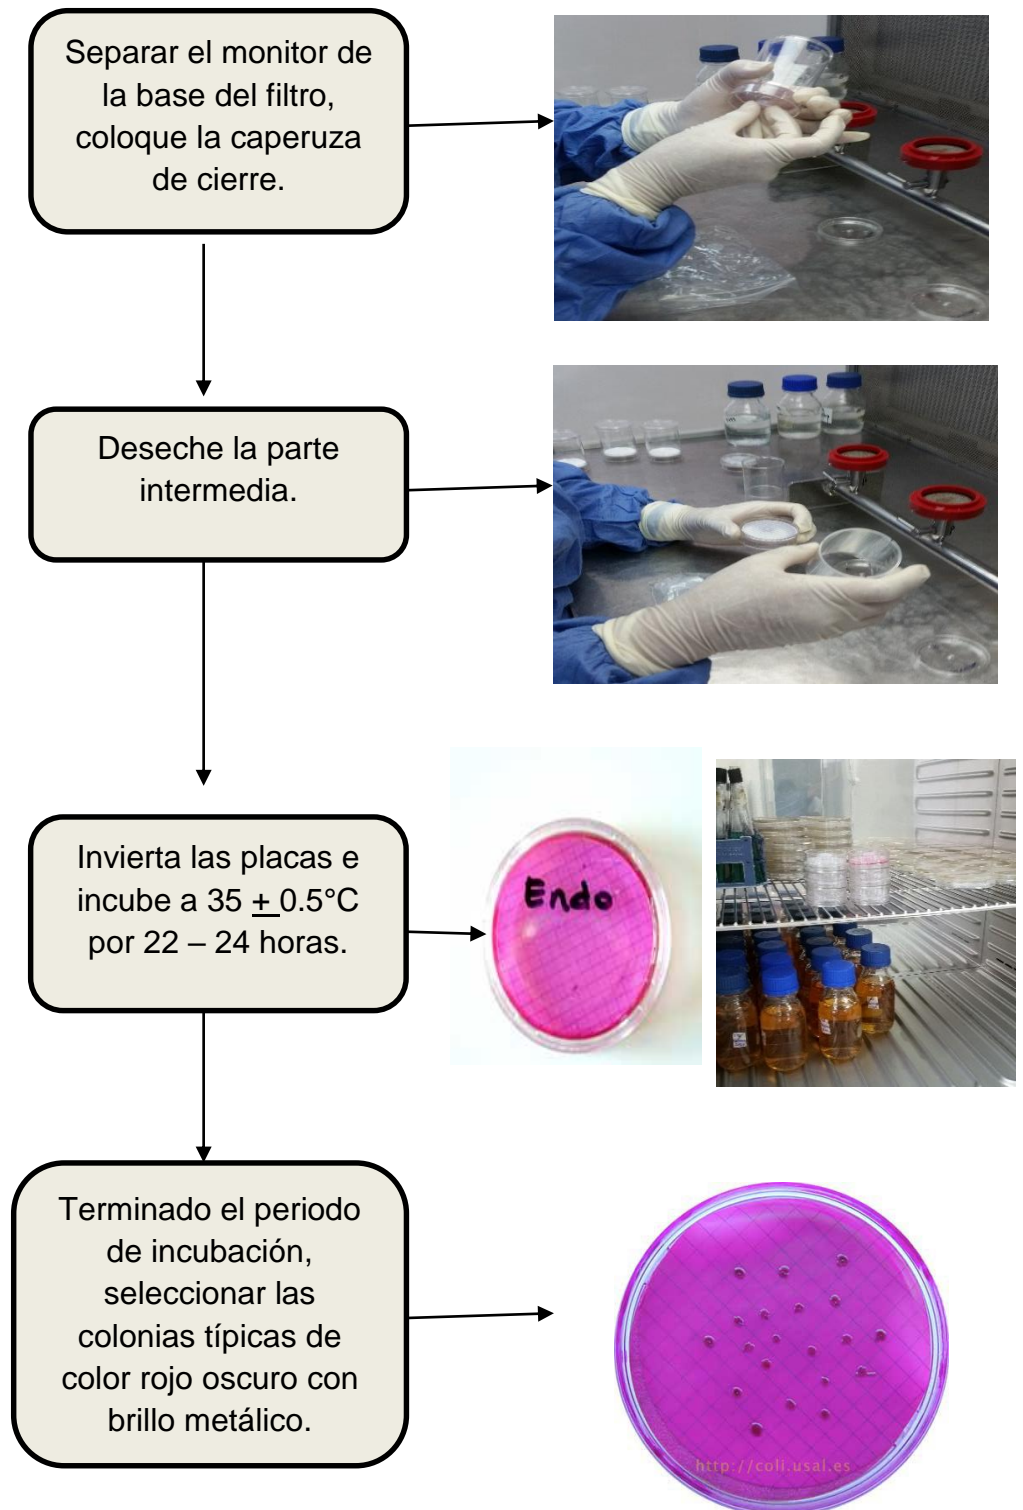 Separar el monitor de
la base del filtro,
coloque la caperuza
de cierre.
Deseche la parte
intermedia.
Invierta las placas e
incube a 35 + 0.5°C
por 22 – 24 horas.
Endo
Terminado el periodo
de incubación,
seleccionar las
colonias típicas de
color rojo oscuro con
brillo metálico.
http://coli.usal.es